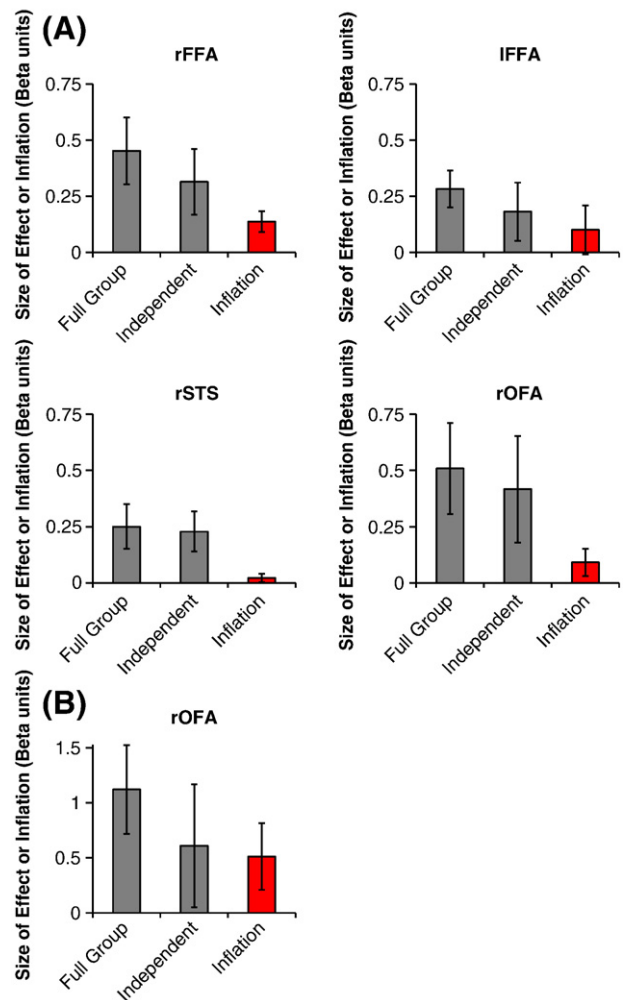 (A)
rFFA
Size of Effect or Inflation (Beta units)
0.75
0.5
0.25
0
Full Group
Independent
Inflation
lFFA
Size of Effect or Inflation (Beta units)
0.75
0.5
0.25
0
Full Group
Independent
Inflation
rSTS
Size of Effect or Inflation (Beta units)
0.75
0.5
0.25
0
Full Group
Independent
Inflation
rOFA
Size of Effect or Inflation (Beta units)
0.75
0.5
0.25
0
Full Group
Independent
Inflation
(B)
rOFA
Size of Effect or Inflation (Beta units)
1.5
1
0.5
0
Full Group
Independent
Inflation